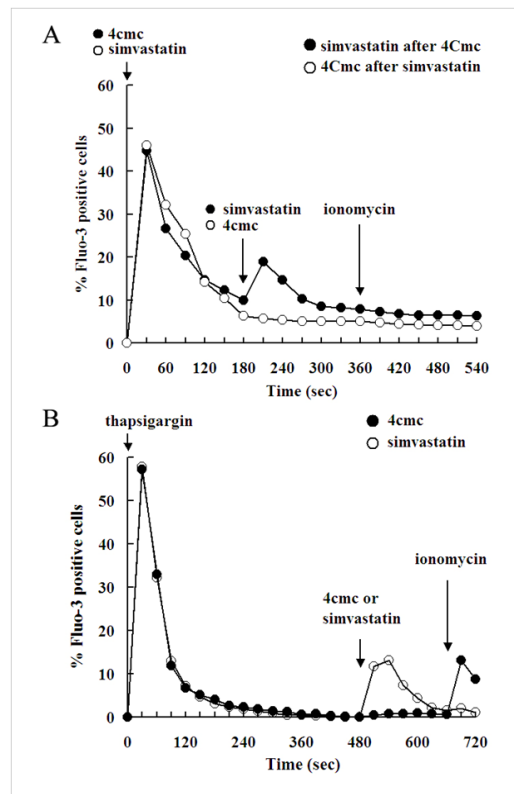 A
4cmc
simvastatin
simvastatin after 4Cmc
4Cmc after simvastatin
% Fluo-3 positive cells
60
50
40
30
20
10
0
simvastatin
4cmc
ionomycin
0 60 120 180 240 300 360 420 480 540
Time (sec)
B
thapsigargin
4cmc
simvastatin
% Fluo-3 positive cells
60
50
40
30
20
10
0
4cmc or
simvastatin
ionomycin
0 120 240 360 480 600 720
Time (sec)